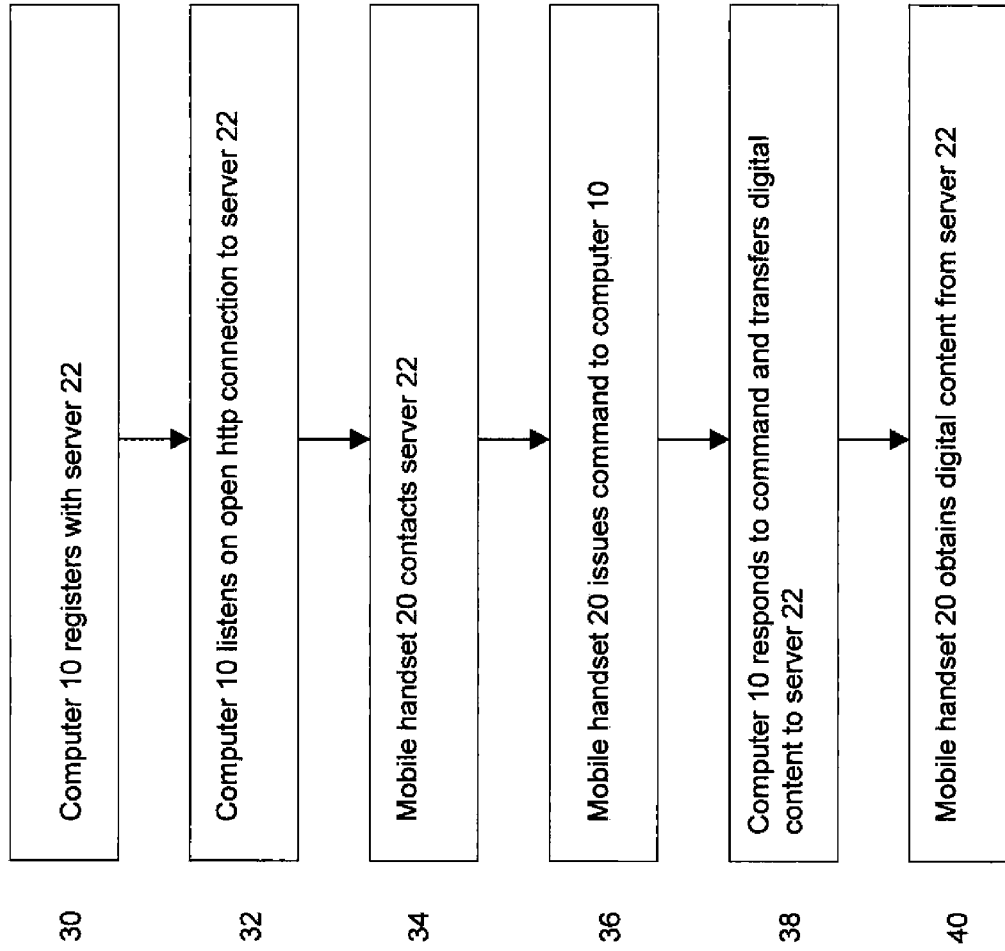 30
Computer 10 registers with server 22
32
Computer 10 listens on open http connection to server 22
34
Mobile handset 20 contacts server 22
36
Mobile handset 20 issues command to computer 10
38
Computer 10 responds to command and transfers digital
content to server 22
40
Mobile handset 20 obtains digital content from server 22